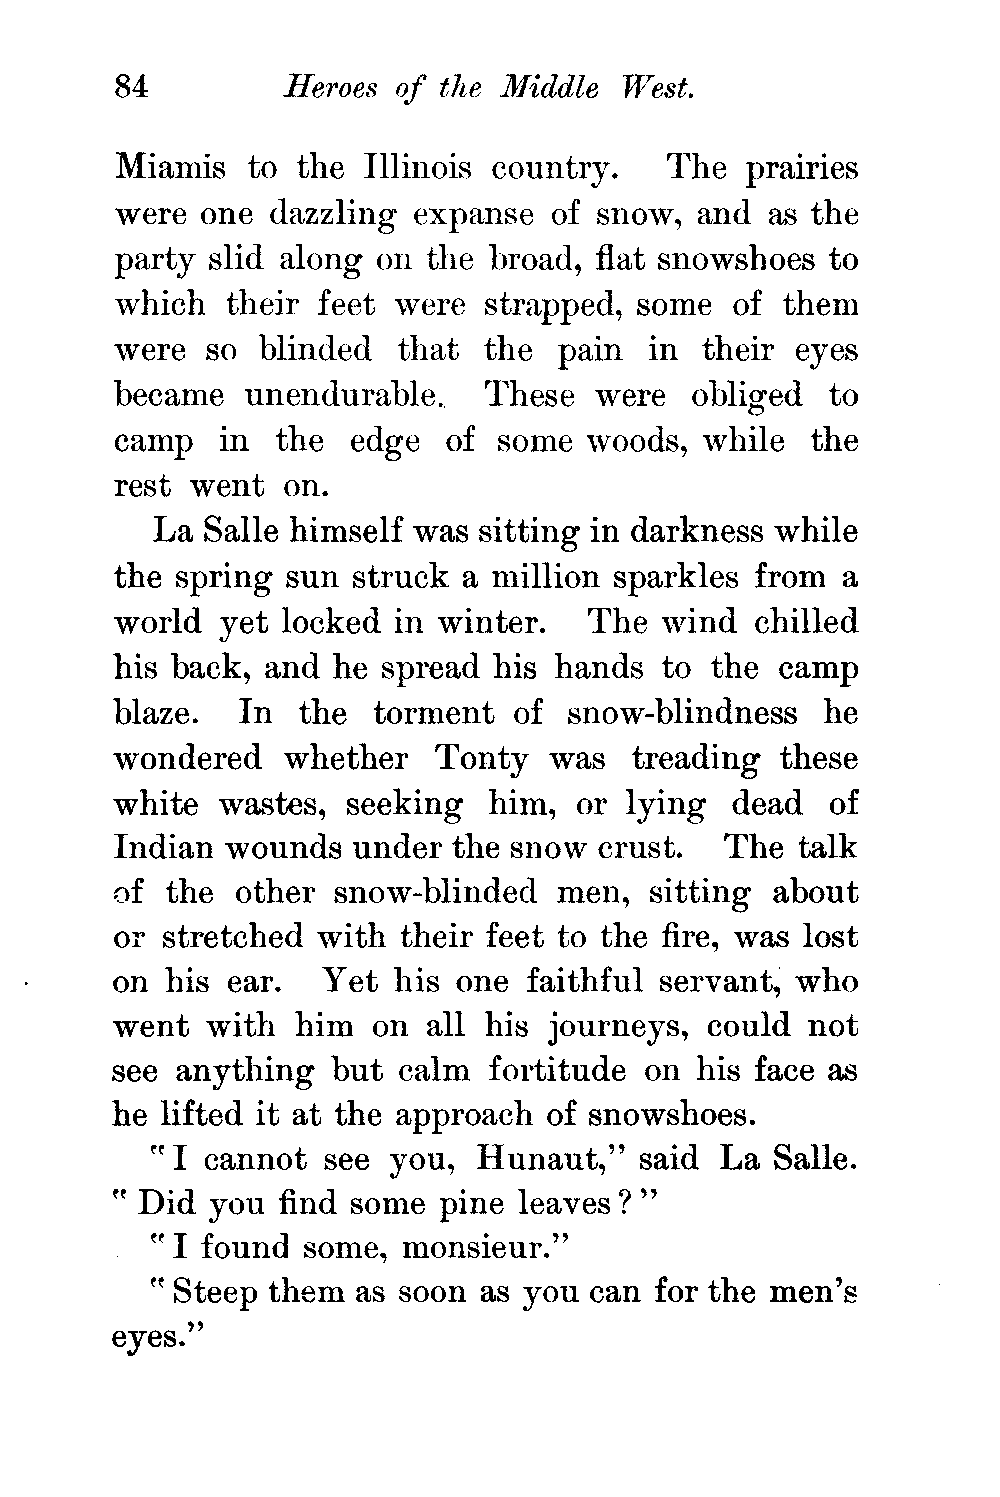 84 Heroes of the Middle West.
Miamis to the Illinois country. The prairies
were one dazzling expanse of snow, and as the
party slid along on the broad, flat snowshoes to
which their feet were strapped, some of them
were so blinded that the pain in their eyes
became unendurable. These were obliged to
camp in the edge of some woods, while the
rest went on.
La Salle himself was sitting in darkness while
the spring sun struck a million sparkles from a
world yet locked in winter. The wind chilled
his back, and he spread his hands to the camp
blaze. In the torment of snow-blindness he
wondered whether Tonty was treading these
white wastes, seeking him, or lying dead of
Indian wounds under the snow crust. The talk
of the other snow-blinded men, sitting about
or stretched with their feet to the fire, was lost
on his ear. Yet his one faithful servant, who
went with him on all his journeys, could not
see anything but calm fortitude on his face as
he lifted it at the approach of snowshoes.
"I cannot see you, Hunaut," said La Salle.
"Did you find some pine leaves?"
"I found some, monsieur."
"Steep them as soon as you can for the men's
eyes."